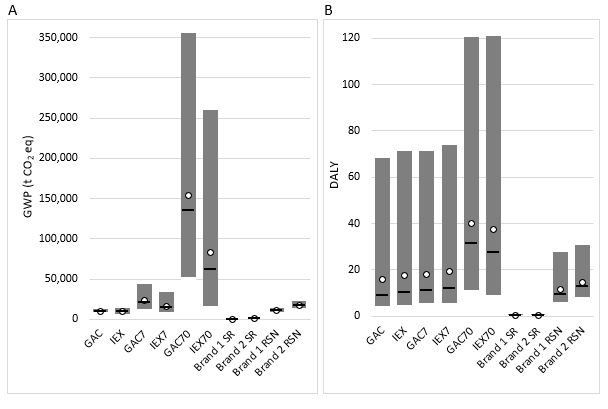 A
350,000
300,000
250,000
200,000
150,000
100,000
50,000
0
GWP (t CO₂ eq)
GAC
IEX
GAC7
IEX7
GAC70
IEX70
Brand 1 SR
Brand 2 SR
Brand 1 RSN
Brand 2 RSN
B
120
100
80
60
40
20
0
DALY
GAC
IEX
GAC7
IEX7
GAC70
IEX70
Brand 1 SR
Brand 2 SR
Brand 1 RSN
Brand 2 RSN